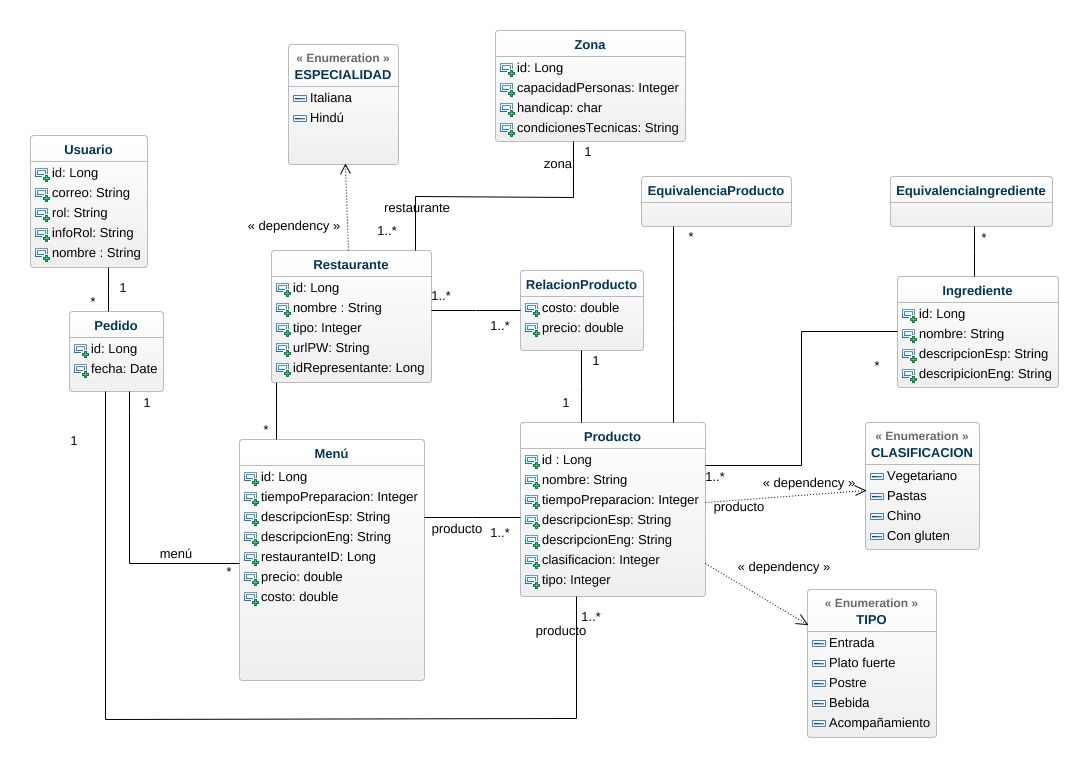 « Enumeration »
ESPECIALIDAD
Italiana
Hindú
Zona
id: Long
capacidadPersonas: Integer
handicap: char
condicionesTecnicas: String
1
zona
restaurante
1..*
« dependency »
Usuario
id: Long
correo: String
rol: String
infoRol: String
nombre : String
1
*
Pedido
id: Long
fecha: Date
1
1
EquivalenciaProducto
*
EquivalenciaIngrediente
*
Restaurante
id: Long
nombre : String
tipo: Integer
urlPW: String
idRepresentante: Long
1..*
1..*
*
RelacionProducto
costo: double
precio: double
1
1
Ingrediente
id: Long
nombre: String
descripcionEsp: String
descripicionEng: String
*
Menú
id: Long
tiempoPreparacion: Integer
descripcionEsp: String
descripcionEng: String
restauranteID: Long
precio: double
costo: double
menú
*
producto
1..*
Producto
id : Long
nombre: String
tiempoPreparacion: Integer
descripcionEsp: String
descripcionEng: String
clasificacion: Integer
tipo: Integer
1..*
« dependency »
producto
« Enumeration »
CLASIFICACION
Vegetariano
Pastas
Chino
Con gluten
« dependency »
1..*
producto
« Enumeration »
TIPO
Entrada
Plato fuerte
Postre
Bebida
Acompañamiento